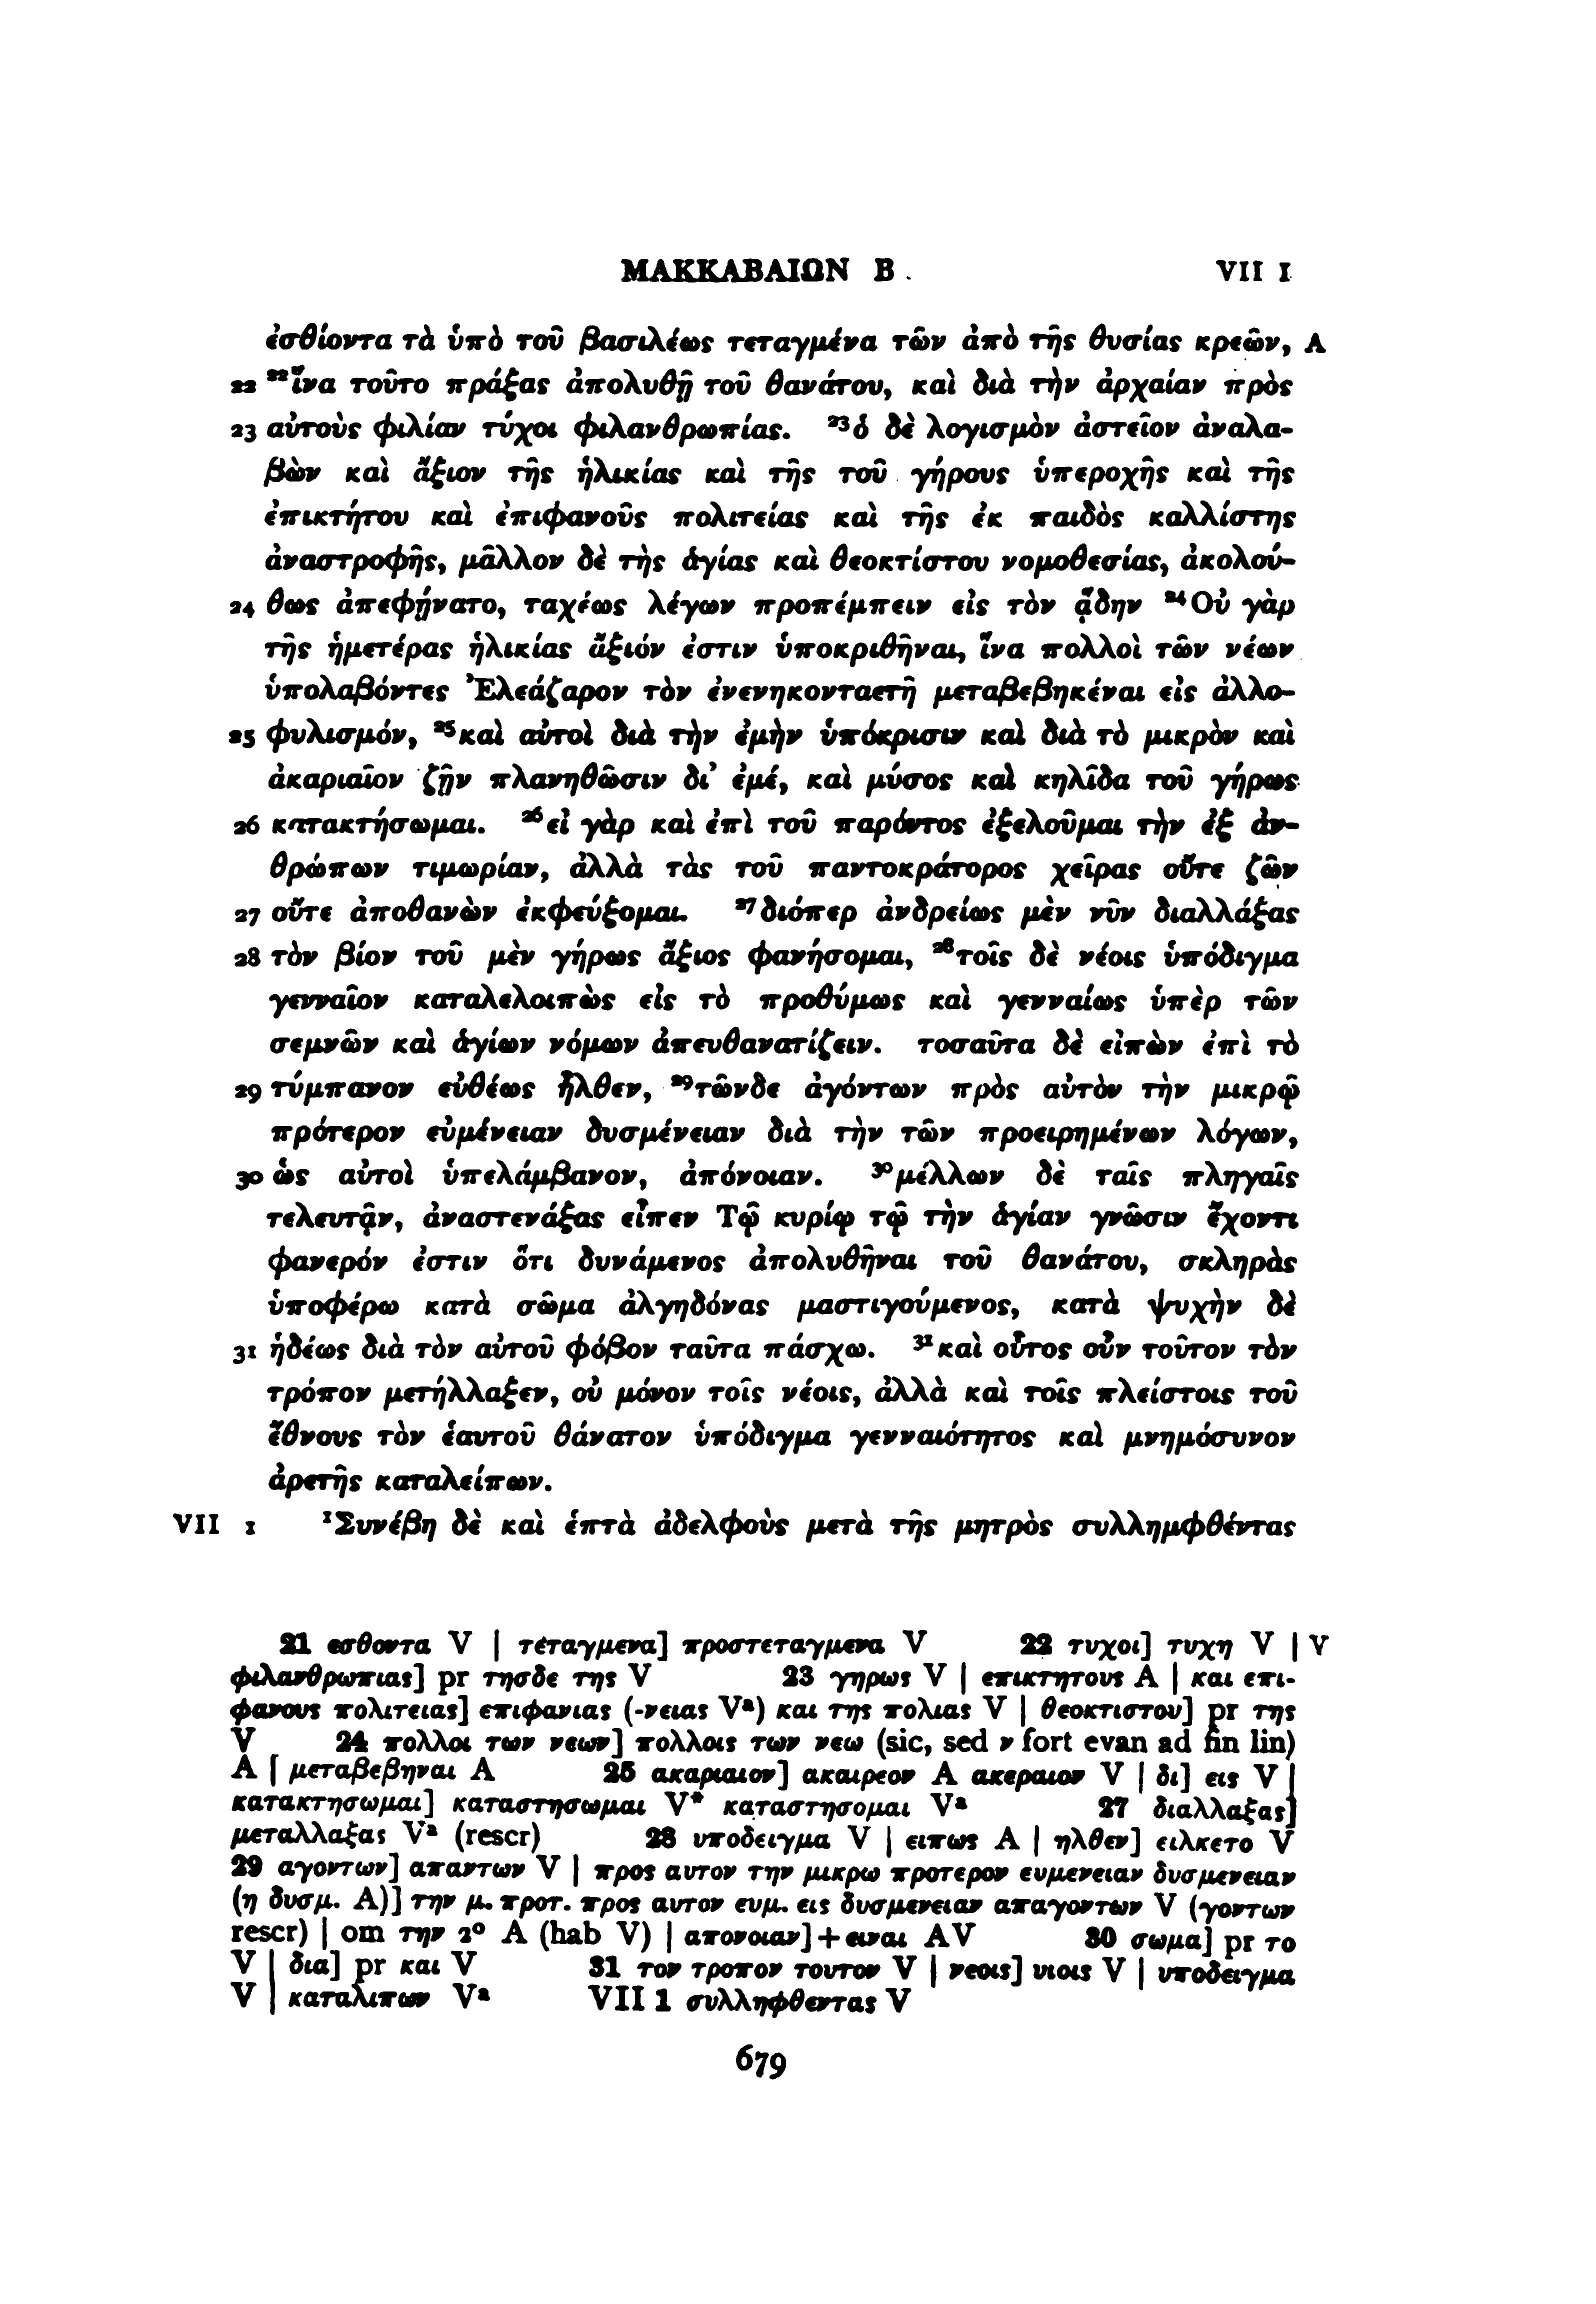 ΜΑΚΚΑΒΑΙΩΝ Β VII 1
ἐσθίοντα τὰ ὑπὸ τοῦ βασιλέως τεταγμένα τῶν ἀπὸ τῆς θυσίας κρεῶν, A
22 ²²ἵνα τοῦτο πράξας ἀπολυθῇ τοῦ θανάτου, καὶ διὰ τὴν ἀρχαίαν πρὸς
23 αὐτοὺς φιλίαν τύχοι φιλανθρωπίας. ²³ὁ δὲ λογισμὸν ἀστεῖον ἀναλα-
βὼν καὶ ἄξιον τῆς ἡλικίας καὶ τῆς τοῦ γήρους ὑπεροχῆς καὶ τῆς
ἐπικτήτου καὶ ἐπιφανοῦς πολιτείας καὶ τῆς ἐκ παιδὸς καλλίστης
ἀναστροφῆς, μᾶλλον δὲ τὴς ἁγίας καὶ θεοκτίστου νομοθεσίας, ἀκολού-
24 θως ἀπεφῄνατο, ταχέως λέγων προπέμπειν εἰς τὸν ᾅδην ²⁴Οὐ γὰρ
τῆς ἡμετέρας ἡλικίας ἄξιόν ἐστιν ὑποκριθῆναι, ἵνα πολλοὶ τῶν νέων
ὑπολαβόντες Ἐλεάζαρον τὸν ἐνενηκονταετῆ μεταβεβηκέναι εἰς ἀλλο-
25 φυλισμόν, ²⁵καὶ αὐτοὶ διὰ τὴν ἐμὴν ὑπόκρισιν καὶ διὰ τὸ μικρὸν καὶ
ἀκαριαῖον ζῇν πλανηθῶσιν δι᾽ ἐμέ, καὶ μύσος καὶ κηλῖδα τοῦ γήρως
26 κατακτήσωμαι. ²⁶εἰ γὰρ καὶ ἐπὶ τοῦ παρόντος ἐξελοῦμαι τὴν ἐξ ἀν-
θρώπων τιμωρίαν, ἀλλὰ τὰς τοῦ παντοκράτορος χεῖρας οὔτε ζῶν
27 οὔτε ἀποθανὼν ἐκφεύξομαι. ²⁷διόπερ ἀνδρείως μὲν νῦν διαλλάξας
28 τὸν βίον τοῦ μὲν γήρως ἄξιος φανήσομαι, ²⁸τοῖς δὲ νέοις ὑπόδιγμα
γενναῖον καταλελοιπὼς εἰς τὸ προθύμως καὶ γενναίως ὑπὲρ τῶν
σεμνῶν καὶ ἁγίων νόμων ἀπευθανατίζειν. τοσαῦτα δὲ εἰπὼν ἐπὶ τὸ
29 τύμπανον εὐθέως ἦλθεν, ²⁹τῶνδε ἀγόντων πρὸς αὐτὸν τὴν μικρῷ
πρότερον εὐμένειαν δυσμένειαν διὰ τὴν τῶν προειρημένων λόγων,
30 ὡς αὐτοὶ ὑπελάμβανον, ἀπόνοιαν. ³⁰μέλλων δὲ ταῖς πληγαῖς
τελευτᾷν, ἀναστενάξας εἶπεν Τῷ κυρίῳ τῷ τὴν ἁγίαν γνῶσιν ἔχοντι
φανερόν ἐστιν ὅτι δυνάμενος ἀπολυθῆναι τοῦ θανάτου, σκληρὰς
ὑποφέρω κατὰ σῶμα ἀλγηδόνας μαστιγούμενος, κατὰ ψυχὴν δὲ
31 ἡδέως διὰ τὸν αὐτοῦ φόβον ταῦτα πάσχω. ³¹καὶ οὗτος οὖν τοῦτον τὸν
τρόπον μετήλλαξεν, οὐ μόνον τοῖς νέοις, ἀλλὰ καὶ τοῖς πλείστοις τοῦ
ἔθνους τὸν ἑαυτοῦ θάνατον ὑπόδιγμα γενναιότητος καὶ μνημόσυνον
ἀρετῆς καταλείπων.
VII 1 ¹Συνέβη δὲ καὶ ἑπτὰ ἀδελφοὺς μετὰ τῆς μητρὸς συλλημφθέντας
21 εσθοντα V | τεταγμενα] προστεταγμενα V 22 τυχοι] τυχη V | V
φιλανθρωπιας] pr τησδε της V 23 γηρως V | επικτητους A | και επι-
φανους πολιτειας] επιφανιας (-νειας Vᵃ) και της πολιας V | θεοκτιστου] pr της
V 24 πολλοι των νεων] πολλοις των νεω (sic, sed ν fort evan ad fin lin)
A | μεταβεβηναι A 25 ακαριαιον] ακαιρεον A ακεραιον V | δι] εις V |
κατακτησωμαι] καταστησωμαι V* καταστησομαι Vᵃ 27 διαλλαξας]
μεταλλαξας Vᵃ (rescr) 28 υποδειγμα V | ειπως A | ηλθεν] ειλκετο V
29 αγοντων] απαντων V | προς αυτον την μικρω προτερον ευμενειαν δυσμενειαν
(η δυσμ. A)] την μ. προτ. προς αυτον ευμ. εις δυσμενειαν απαγοντων V (γοντων
rescr) | om την 2° A (hab V) | απονοιαν]+ειναι AV 30 σωμα] pr το
V | δια] pr και V 31 τον τροπον τουτον V | νεοις] υιοις V | υποδειγμα
V | καταλιπων Vᵃ VII 1 συλληφθεντας V
679